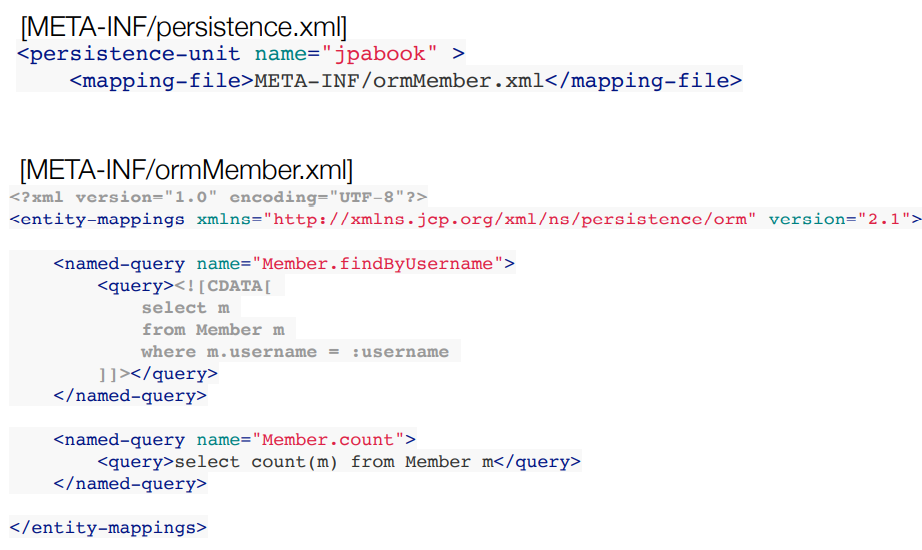 [META-INF/persistence.xml]
<persistence-unit name="jpabook" >
    <mapping-file>META-INF/ormMember.xml</mapping-file>
[META-INF/ormMember.xml]
<?xml version="1.0" encoding="UTF-8"?>
<entity-mappings xmlns="http://xmlns.jcp.org/xml/ns/persistence/orm" version="2.1">
    <named-query name="Member.findByUsername">
        <query><![CDATA[
            select m
            from Member m
            where m.username = :username
        ]]></query>
    </named-query>
    <named-query name="Member.count">
        <query>select count(m) from Member m</query>
    </named-query>
</entity-mappings>